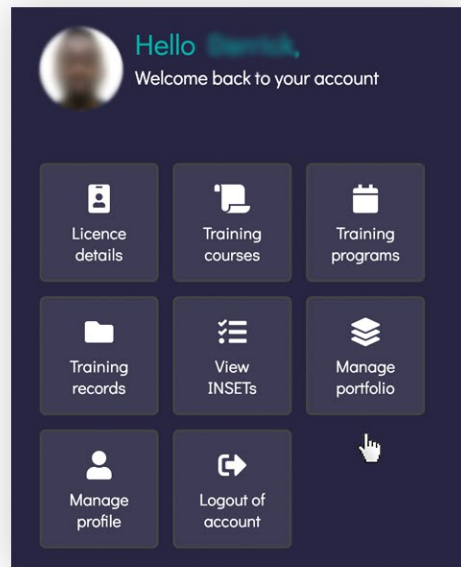 Hello
Welcome back to your account
Licence
details
Training
courses
Training
programs
Training
records
View
INSETs
Manage
portfolio
Manage
profile
Logout of
account